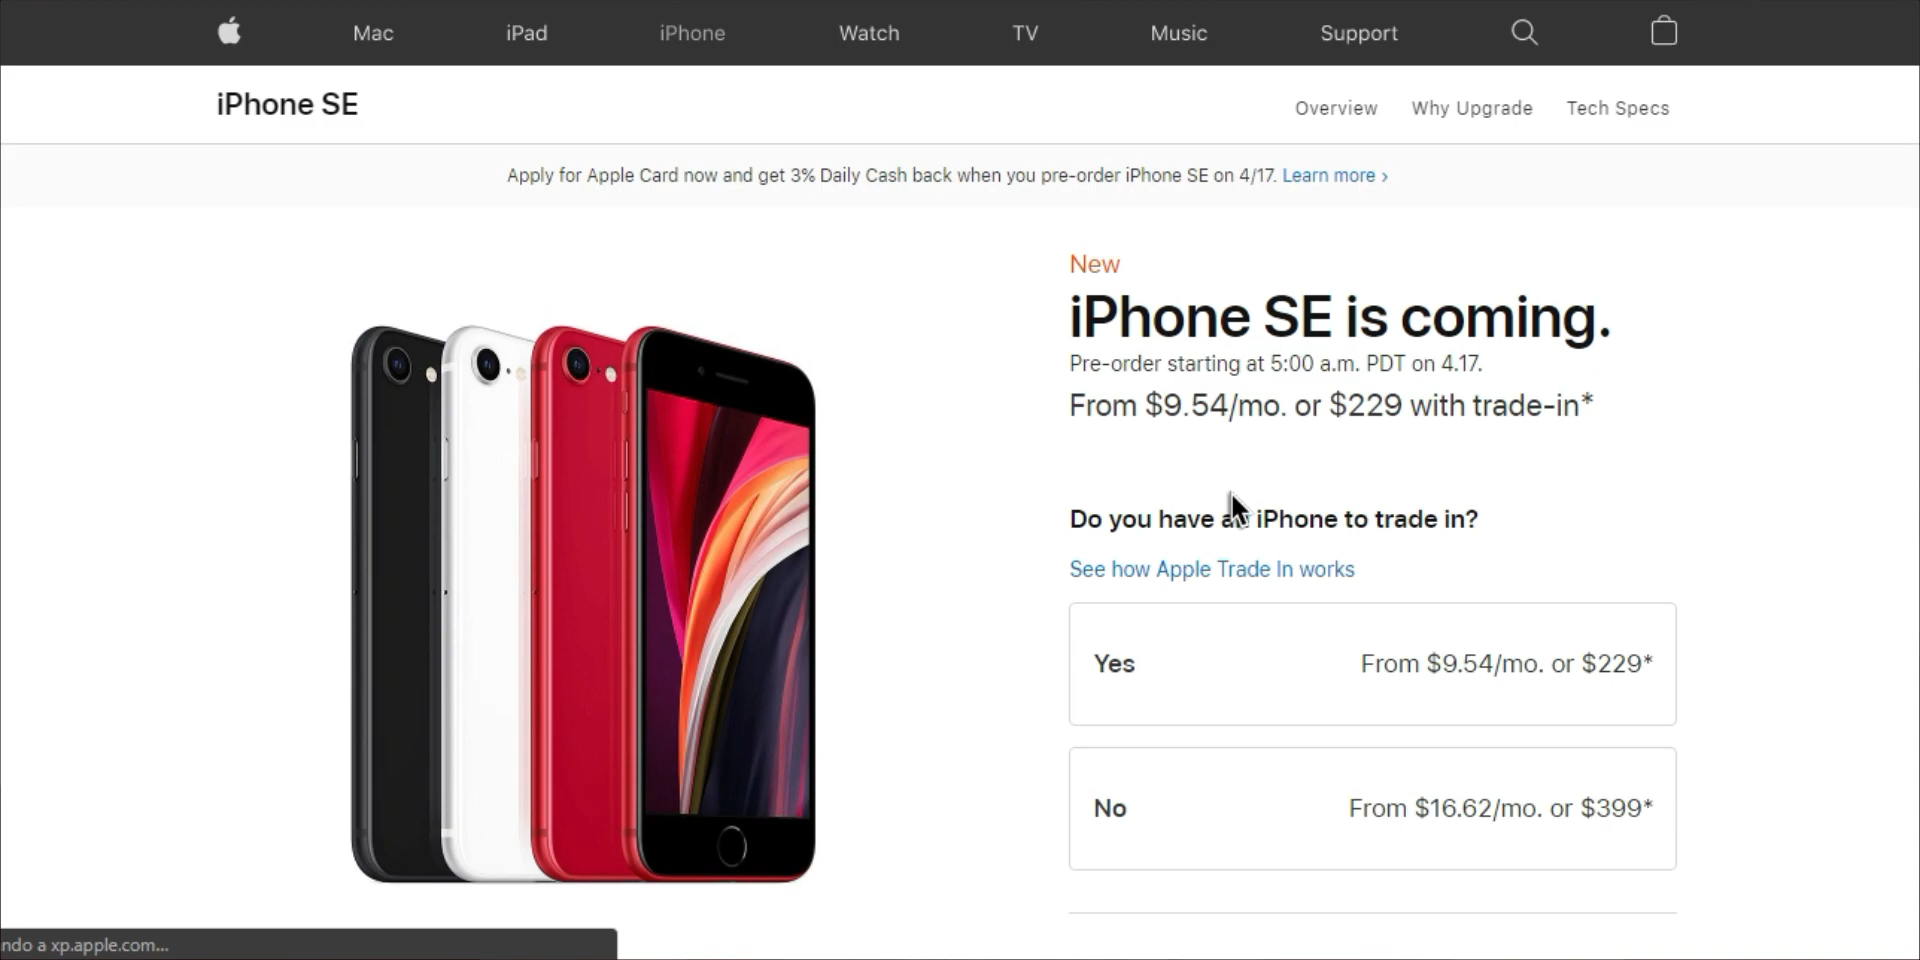 Mac iPad iPhone Watch TV Music Support
iPhone SE
Overview Why Upgrade Tech Specs
Apply for Apple Card now and get 3% Daily Cash back when you pre-order iPhone SE on 4/17. Learn more >
New
iPhone SE is coming.
Pre-order starting at 5:00 a.m. PDT on 4.17.
From $9.54/mo. or $229 with trade-in*
Do you have an iPhone to trade in?
See how Apple Trade In works
Yes From $9.54/mo. or $229*
No From $16.62/mo. or $399*
ndo a xp.apple.com...